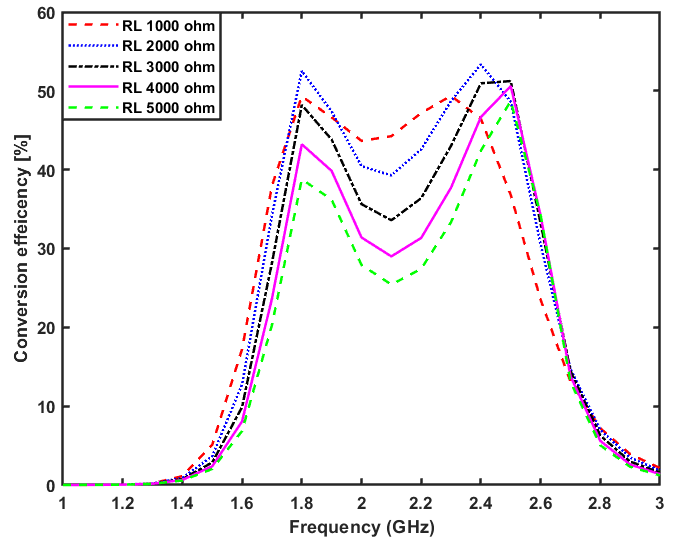 60
50
40
30
20
10
0
Conversion effeicency [%]
RL 1000 ohm
RL 2000 ohm
RL 3000 ohm
RL 4000 ohm
RL 5000 ohm
1 1.2 1.4 1.6 1.8 2 2.2 2.4 2.6 2.8 3
Frequency (GHz)